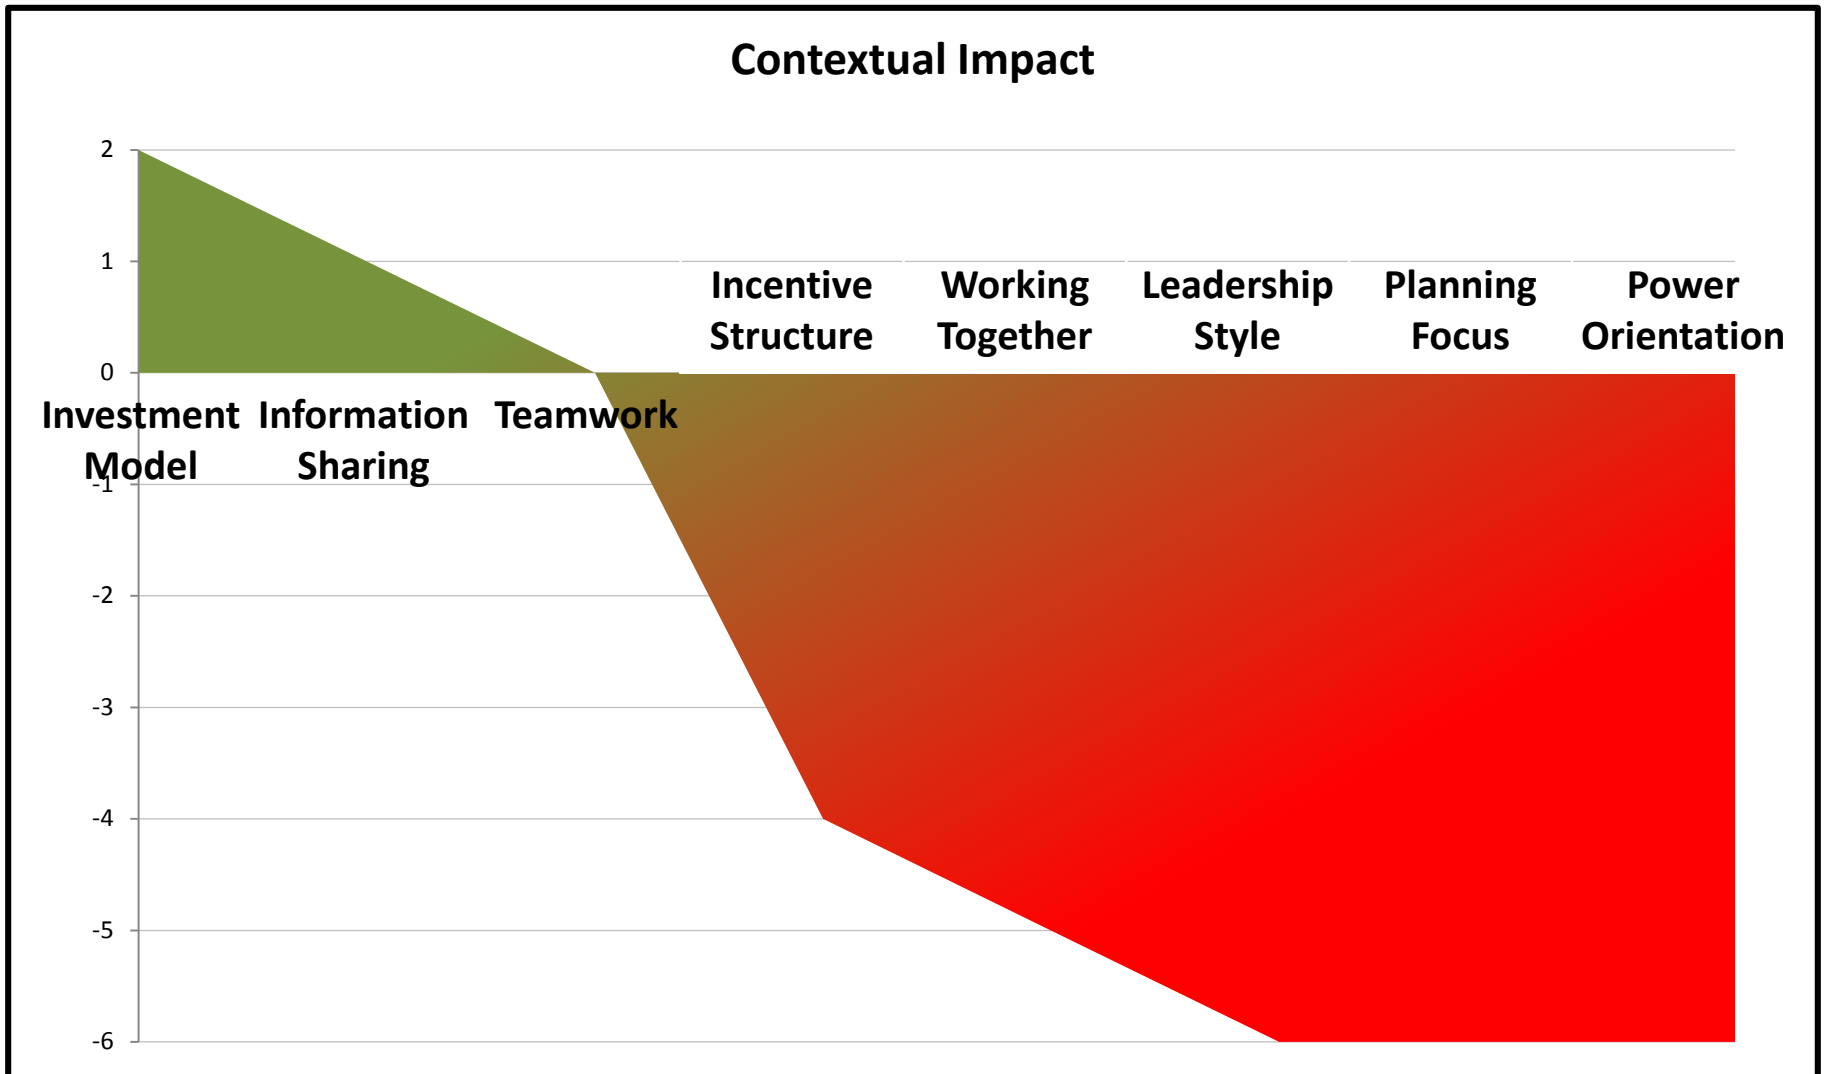 Contextual Impact
2
1
Incentive Working Leadership Planning Power
Structure Together Style Focus Orientation
0
Investment Information Teamwork
Model Sharing
-1
-2
-3
-4
-5
-6